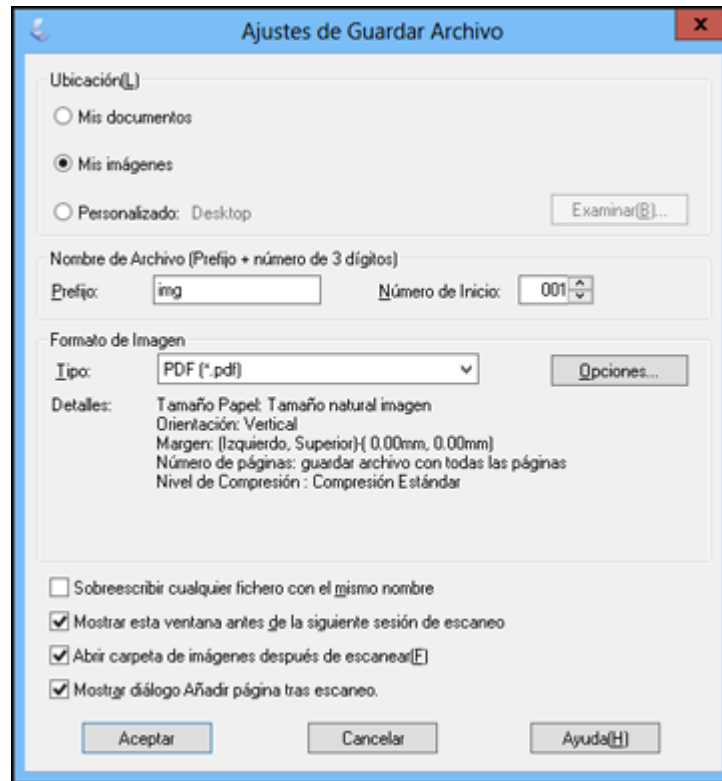 Ajustes de Guardar Archivo
x
Ubicación(L)
Mis documentos
Mis imágenes
Personalizado: Desktop Examinar(B)...
Nombre de Archivo (Prefijo + número de 3 dígitos)
Prefijo: img Número de Inicio: 001
Formato de Imagen
Tipo: PDF (*.pdf) Opciones...
Detalles: Tamaño Papel: Tamaño natural imagen
Orientación: Vertical
Margen: (Izquierdo, Superior)-( 0.00mm, 0.00mm)
Número de páginas: guardar archivo con todas las páginas
Nivel de Compresión : Compresión Estándar
Sobreescribir cualquier fichero con el mismo nombre
Mostrar esta ventana antes de la siguiente sesión de escaneo
Abrir carpeta de imágenes después de escanear(F)
Mostrar diálogo Añadir página tras escaneo.
Aceptar Cancelar Ayuda(H)